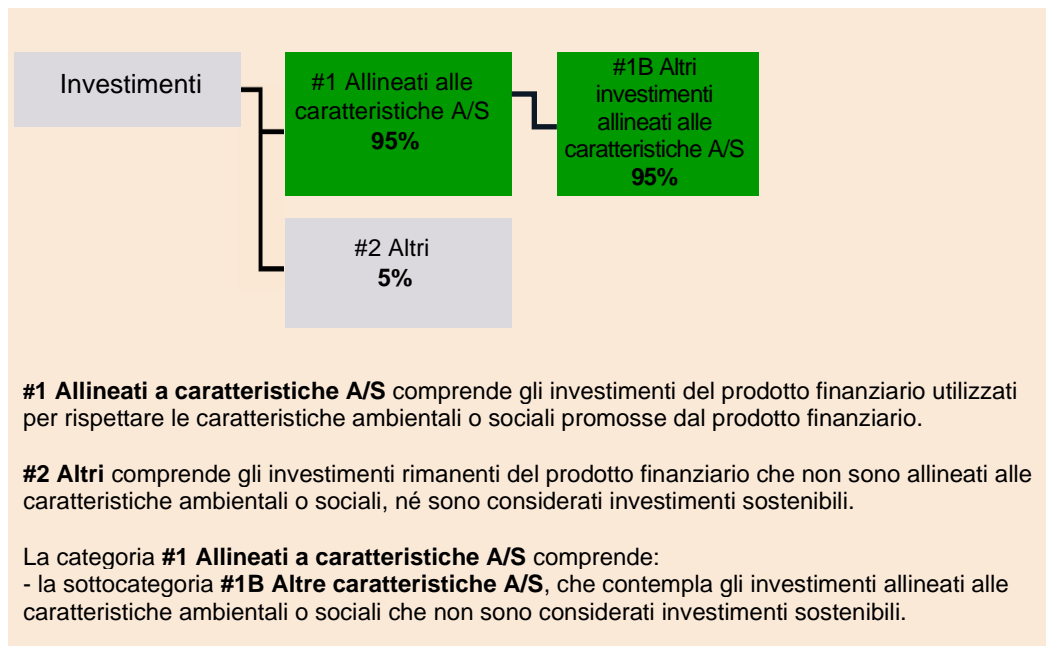 Investimenti
#1 Allineati alle
caratteristiche A/S
95%
#1B Altri
investimenti
allineati alle
caratteristiche A/S
95%
#2 Altri
5%
#1 Allineati a caratteristiche A/S comprende gli investimenti del prodotto finanziario utilizzati
per rispettare le caratteristiche ambientali o sociali promosse dal prodotto finanziario.
#2 Altri comprende gli investimenti rimanenti del prodotto finanziario che non sono allineati alle
caratteristiche ambientali o sociali, né sono considerati investimenti sostenibili.
La categoria #1 Allineati a caratteristiche A/S comprende:
- la sottocategoria #1B Altre caratteristiche A/S, che contempla gli investimenti allineati alle
caratteristiche ambientali o sociali che non sono considerati investimenti sostenibili.